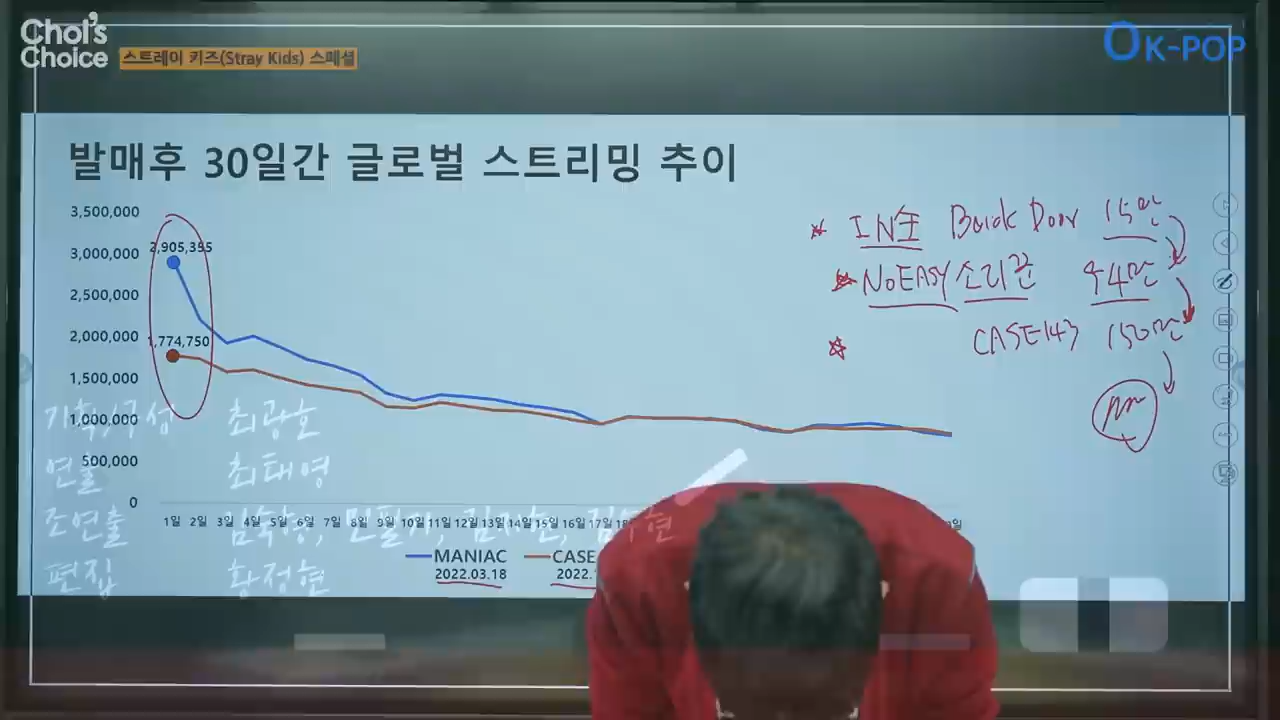 Choi's
Choice
스트레이 키즈(Stray Kids) 스페셜
OK-POP
발매후 30일간 글로벌 스트리밍 추이
3,500,000
3,000,000
2,500,000
2,000,000
1,500,000
1,000,000
500,000
0
2,905,355
1,774,750
1일 2일 3일 4일 5일 6일 7일 8일 9일 10일 11일 12일 13일 14일 15일 16일 17일
MANIAC CASE
2022.03.18 2022.
IN生 Back Door 15만
NOEASY 소리꾼 94만
CASE143 150만
기획/구성 최광호
연출 최태영
조연출
편집 황정현